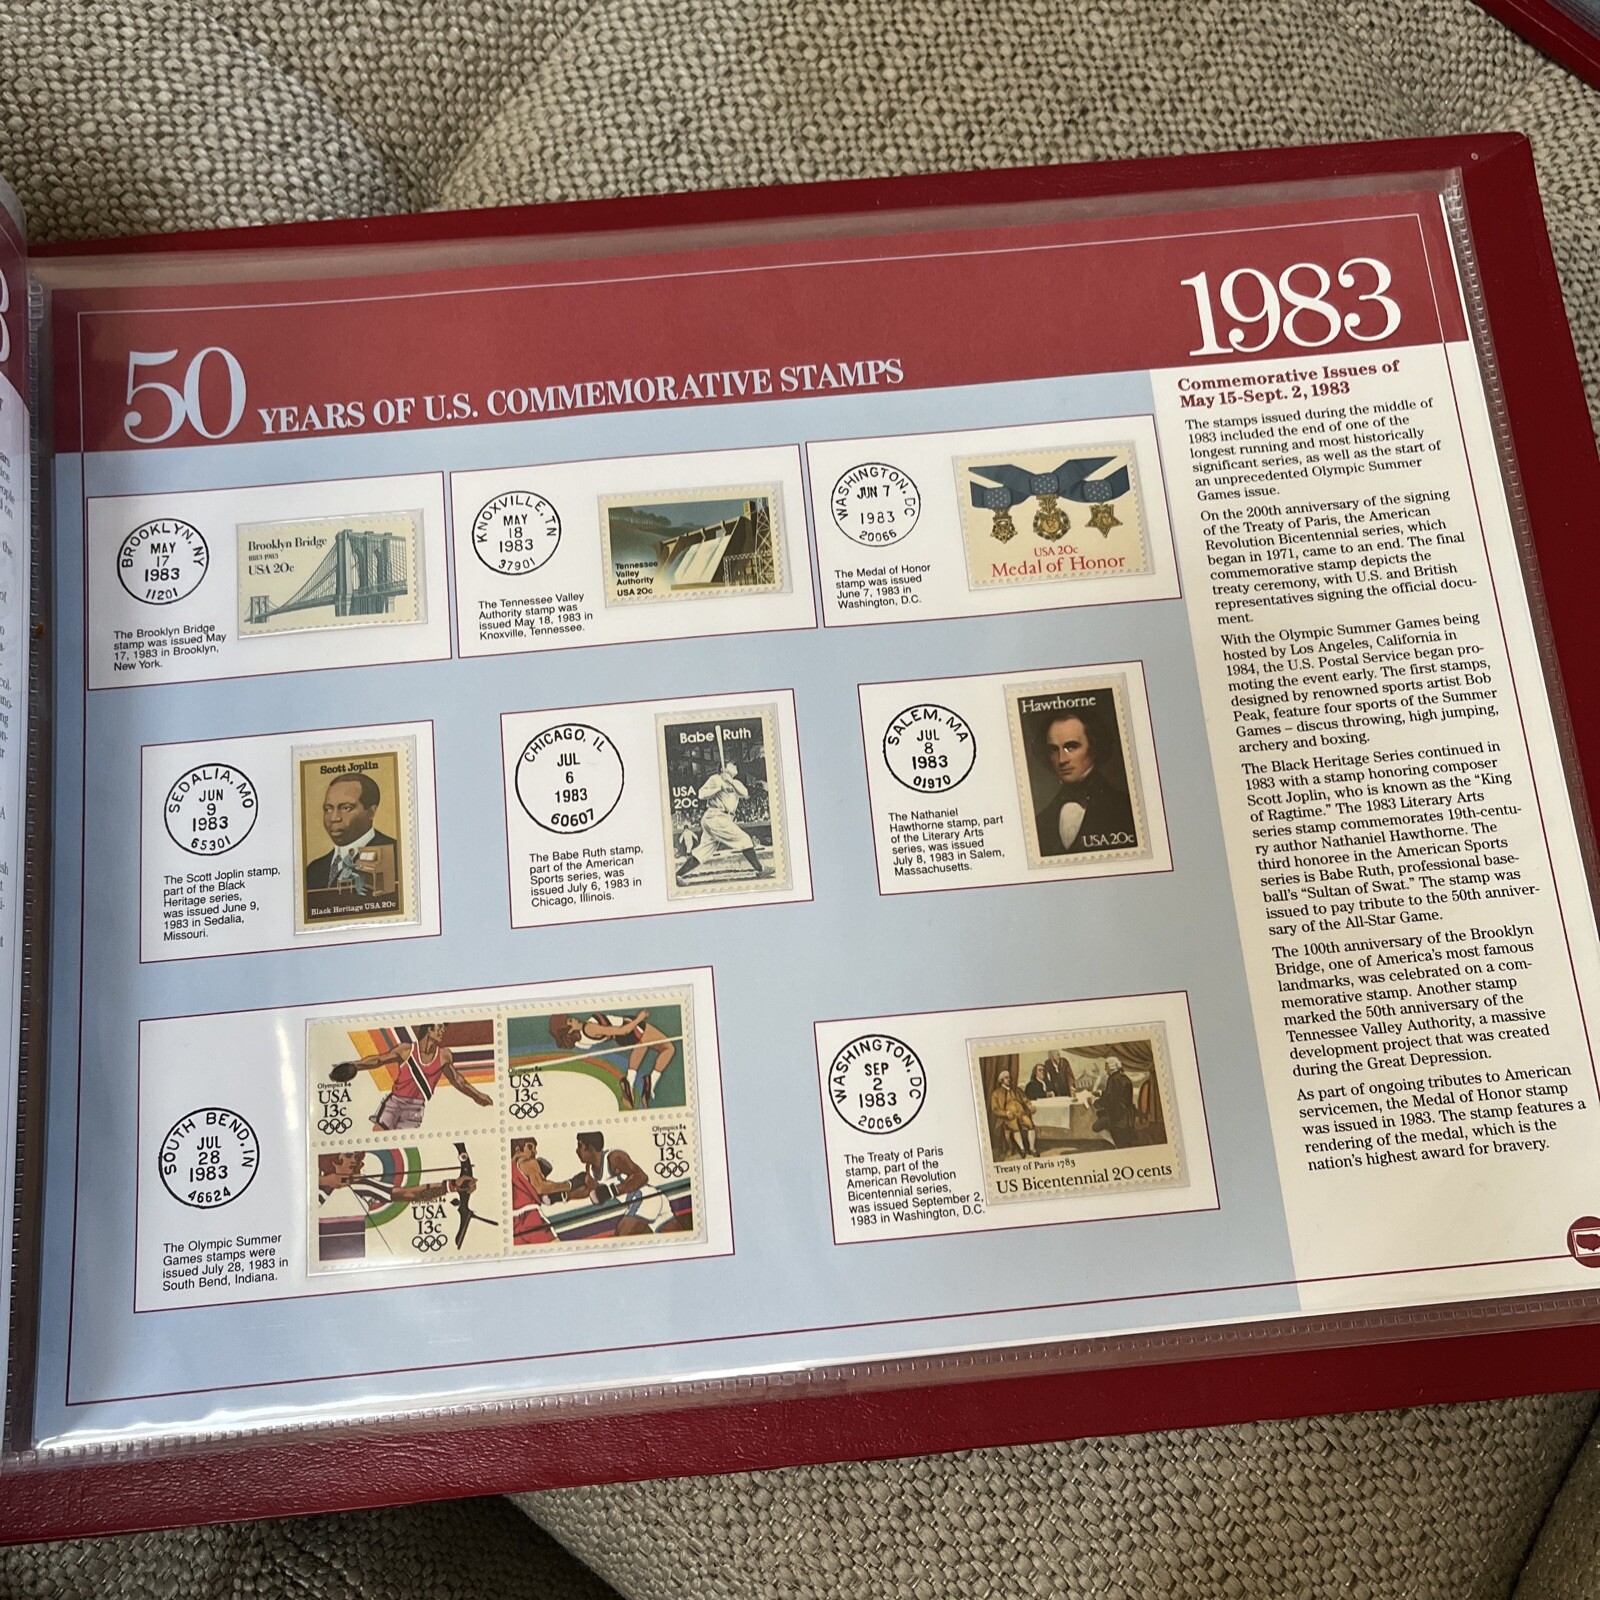 50 YEARS OF U.S. COMMEMORATIVE STAMPS
1983
BROOKLYN, NY
MAY
17
1983
11201
The Brooklyn Bridge
stamp was issued May
17, 1983 in Brooklyn,
New York.
Brooklyn Bridge
1883-1983
USA 20c
KNOXVILLE, TN
MAY
18
1983
37901
The Tennessee Valley
Authority stamp was
issued May 18, 1983 in
Knoxville, Tennessee.
Tennessee
Valley
Authority
USA 20c
WASHINGTON, DC
JUN 7
1983
20066
The Medal of Honor
stamp was issued
June 7, 1983 in
Washington, D.C.
USA 20c
Medal of Honor
SEDALIA, MO
JUN
9
1983
65301
The Scott Joplin stamp,
part of the Black
Heritage series,
was issued June 9,
1983 in Sedalia,
Missouri.
Scott Joplin
Black Heritage USA 20c
CHICAGO, IL
JUL
6
1983
60607
The Babe Ruth stamp,
part of the American
Sports series, was
issued July 6, 1983 in
Chicago, Illinois.
Babe Ruth
USA
20c
SALEM, MA
JUL
8
1983
01970
The Nathaniel
Hawthorne stamp, part
of the Literary Arts
series, was issued
July 8, 1983 in Salem,
Massachusetts.
Hawthorne
USA 20c
SOUTH BEND, IN
JUL
28
1983
46624
The Olympic Summer
Games stamps were
issued July 28, 1983 in
South Bend, Indiana.
Olympics 84
USA
13c
Olympics 84
USA
13c
Olympics 84
USA
13c
Olympics 84
USA
13c
WASHINGTON, DC
SEP
2
1983
20066
The Treaty of Paris
stamp, part of the
American Revolution
Bicentennial series,
was issued September 2,
1983 in Washington, D.C.
Treaty of Paris 1783
US Bicentennial 20 cents
Commemorative Issues of
May 15-Sept. 2, 1983
The stamps issued during the middle of
1983 included the end of one of the
longest running and most historically
significant series, as well as the start of
an unprecedented Olympic Summer
Games issue.
On the 200th anniversary of the signing
of the Treaty of Paris, the American
Revolution Bicentennial series, which
began in 1971, came to an end. The final
commemorative stamp depicts the
treaty ceremony, with U.S. and British
representatives signing the official docu-
ment.
With the Olympic Summer Games being
hosted by Los Angeles, California in
1984, the U.S. Postal Service began pro-
moting the event early. The first stamps,
designed by renowned sports artist Bob
Peak, feature four sports of the Summer
Games – discus throwing, high jumping,
archery and boxing.
The Black Heritage Series continued in
1983 with a stamp honoring composer
Scott Joplin, who is known as the "King
of Ragtime." The 1983 Literary Arts
series stamp commemorates 19th-centu-
ry author Nathaniel Hawthorne. The
third honoree in the American Sports
series is Babe Ruth, professional base-
ball's "Sultan of Swat." The stamp was
issued to pay tribute to the 50th anniver-
sary of the All-Star Game.
The 100th anniversary of the Brooklyn
Bridge, one of America's most famous
landmarks, was celebrated on a com-
memorative stamp. Another stamp
marked the 50th anniversary of the
Tennessee Valley Authority, a massive
development project that was created
during the Great Depression.
As part of ongoing tributes to American
servicemen, the Medal of Honor stamp
was issued in 1983. The stamp features a
rendering of the medal, which is the
nation's highest award for bravery.